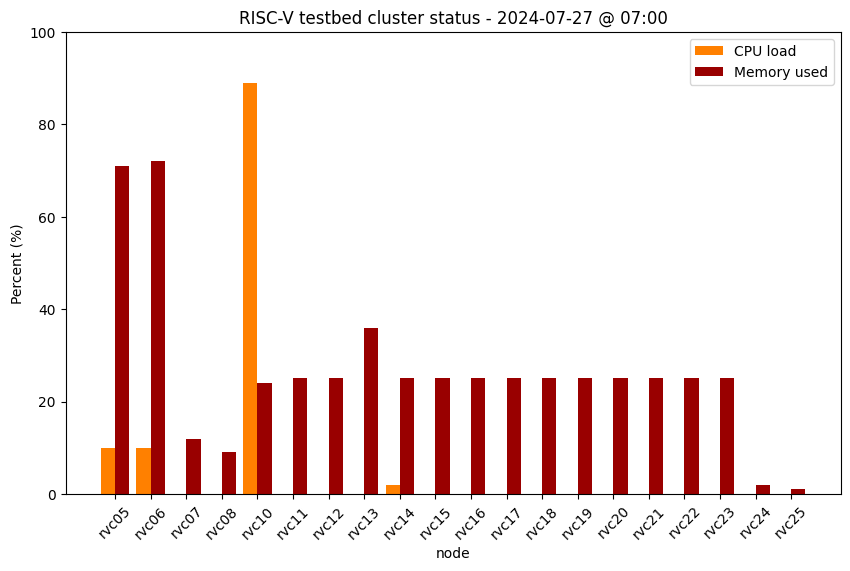 RISC-V testbed cluster status - 2024-07-27 @ 07:00
CPU load
Memory used
Percent (%)
100
80
60
40
20
0
rvc05
rvc06
rvc07
rvc08
rvc10
rvc11
rvc12
rvc13
rvc14
rvc15
rvc16
rvc17
rvc18
rvc19
rvc20
rvc21
rvc22
rvc23
rvc24
rvc25
node